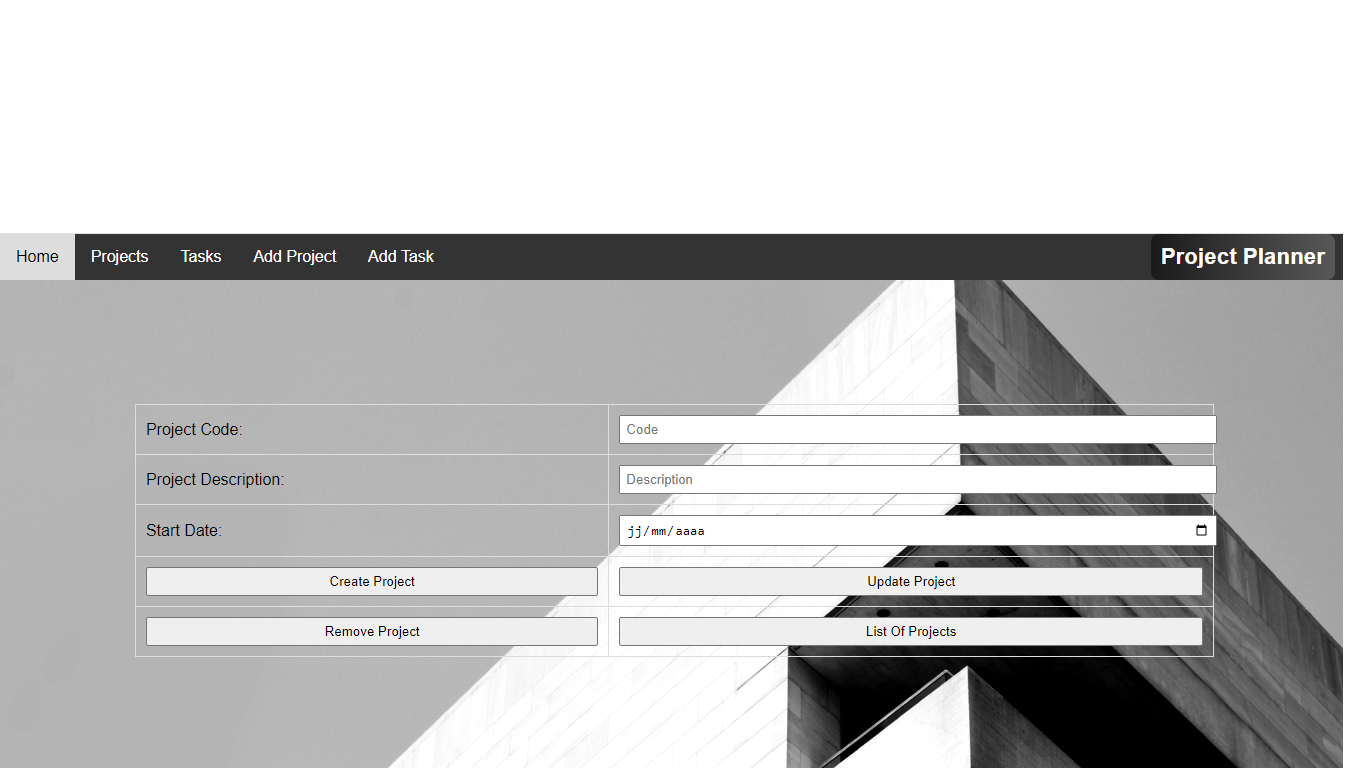 Home Projects Tasks Add Project Add Task Project Planner
Project Code: Code
Project Description: Description
Start Date: jj/mm/aaaa
Create Project Update Project
Remove Project List Of Projects